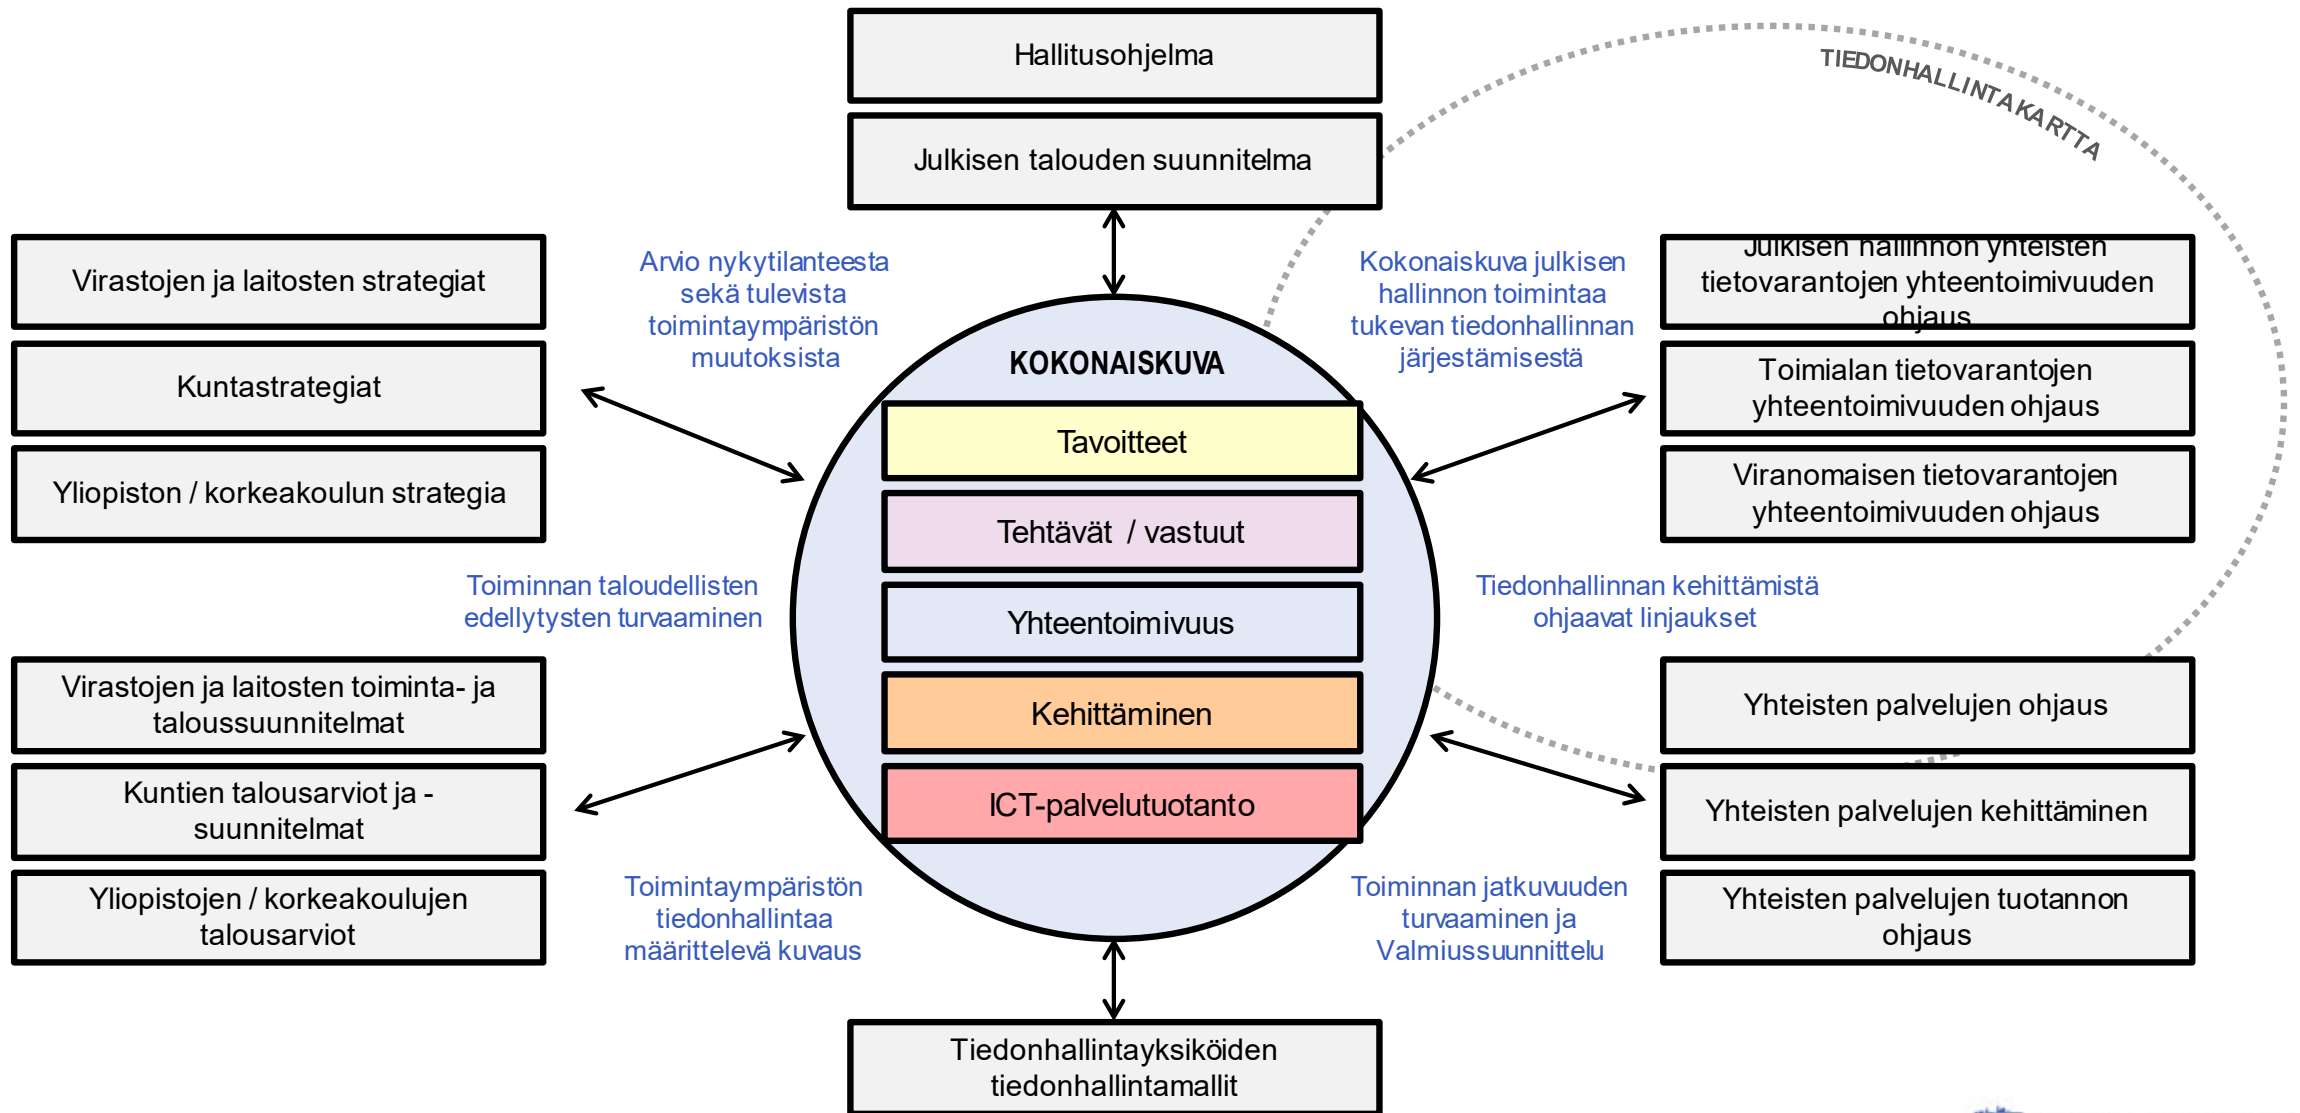 Hallitusohjelma
Julkisen talouden suunnitelma
TIEDONHALLINTAKARTTA
Virastojen ja laitosten strategiat
Kuntastrategiat
Yliopiston / korkeakoulun strategia
Arvio nykytilanteesta
sekä tulevista
toimintaympäristön
muutoksista
Kokonaiskuva julkisen
hallinnon toimintaa
tukevan tiedonhallinnan
järjestämisestä
Julkisen hallinnon yhteisten
tietovarantojen yhteentoimivuuden
ohjaus
Toimialan tietovarantojen
yhteentoimivuuden ohjaus
Viranomaisen tietovarantojen
yhteentoimivuuden ohjaus
KOKONAISKUVA
Tavoitteet
Tehtävät / vastuut
Yhteentoimivuus
Kehittäminen
ICT-palvelutuotanto
Toiminnan taloudellisten
edellytysten turvaaminen
Tiedonhallinnan kehittämistä
ohjaavat linjaukset
Virastojen ja laitosten toiminta- ja
taloussuunnitelmat
Kuntien talousarviot ja -
suunnitelmat
Yliopistojen / korkeakoulujen
talousarviot
Toimintaympäristön
tiedonhallintaa
määrittelevä kuvaus
Toiminnan jatkuvuuden
turvaaminen ja
Valmiussuunnittelu
Yhteisten palvelujen ohjaus
Yhteisten palvelujen kehittäminen
Yhteisten palvelujen tuotannon
ohjaus
Tiedonhallintayksiköiden
tiedonhallintamallit